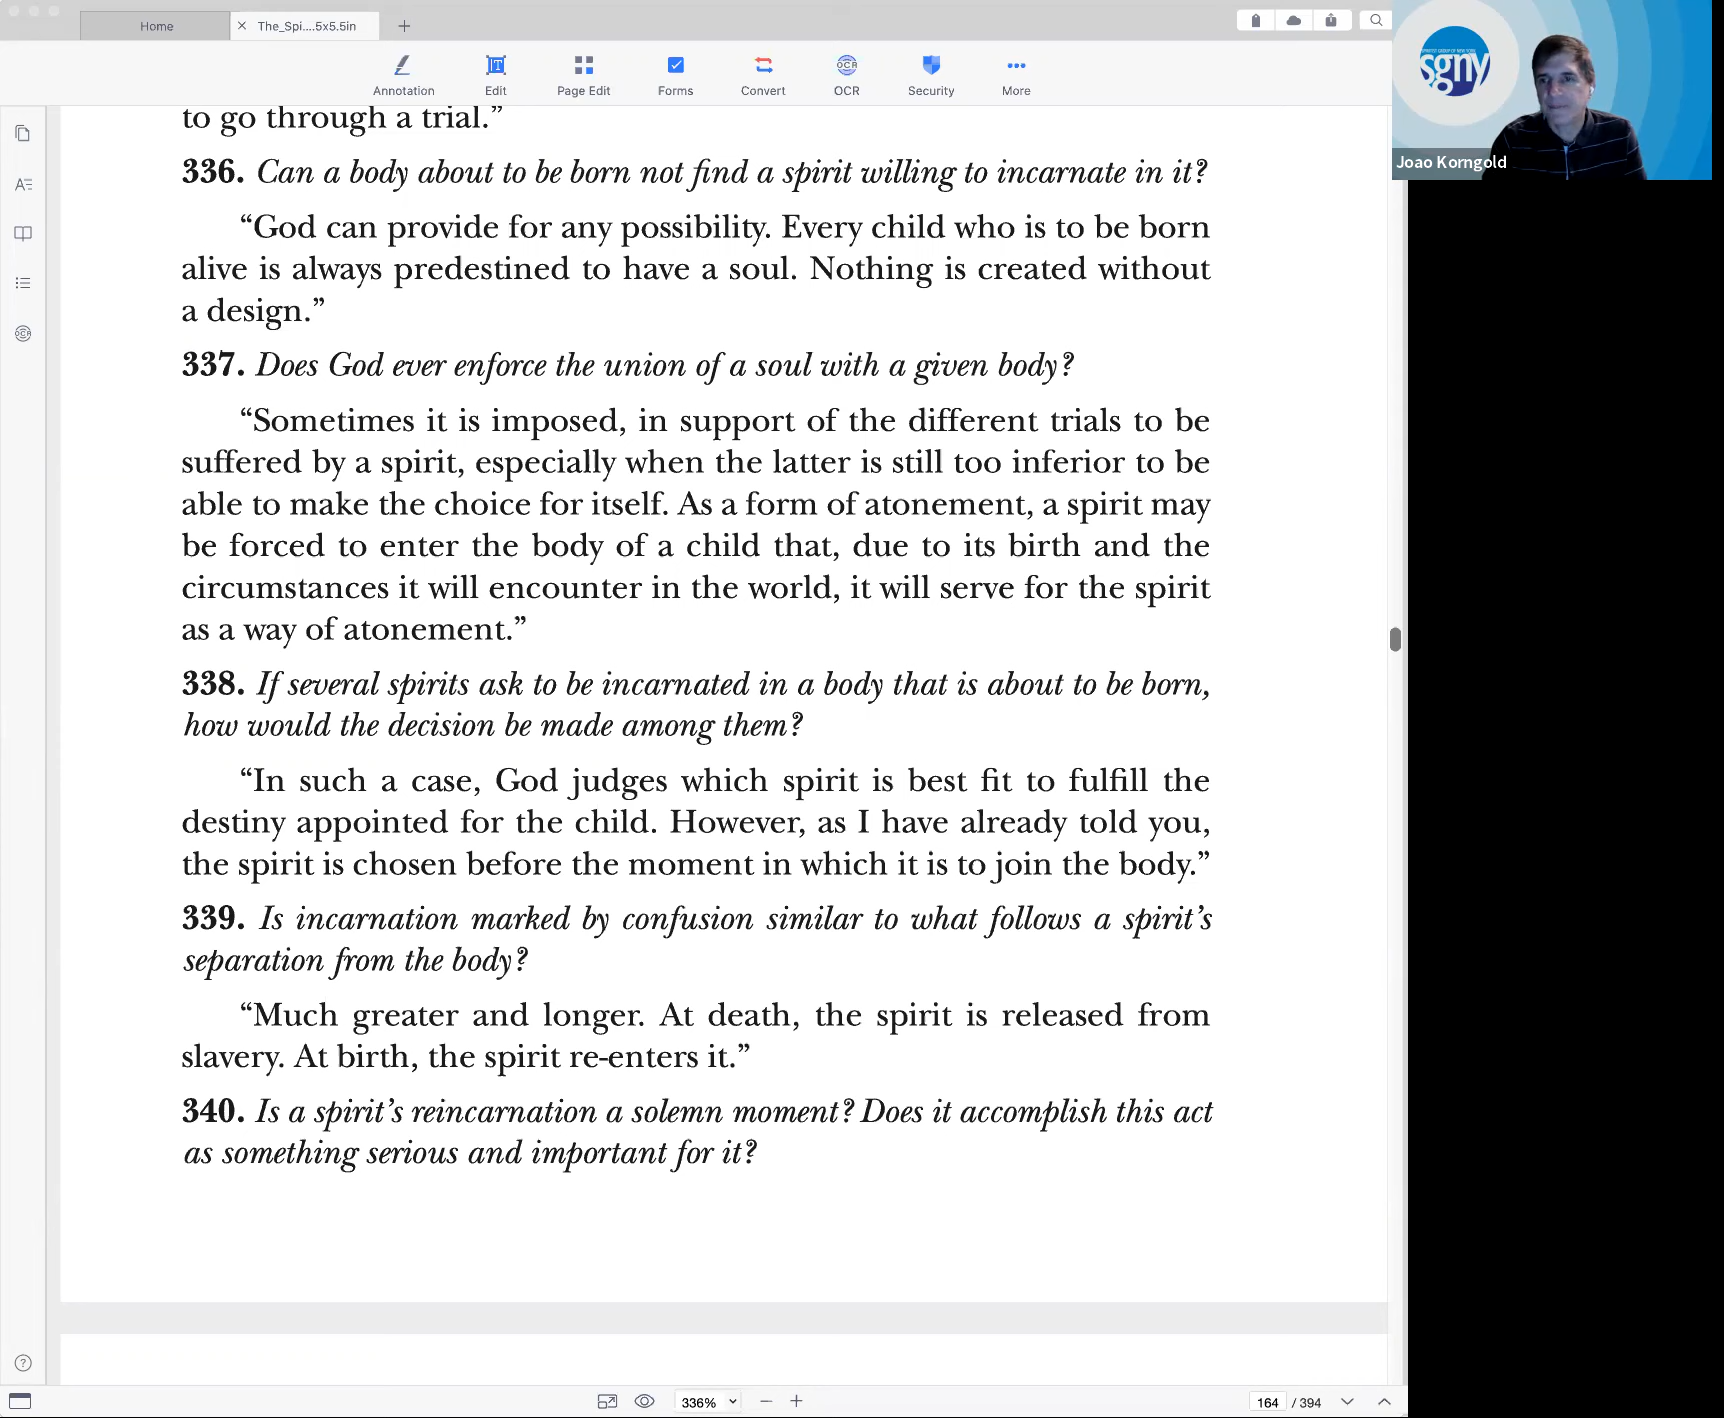 Home
The_Spi....5x5.5in
Annotation
Edit
Page Edit
Forms
Convert
OCR
OCR
Security
More
sgny
Joao Korngold
to go through a trial.”
336. Can a body about to be born not find a spirit willing to incarnate in it?
“God can provide for any possibility. Every child who is to be born
alive is always predestined to have a soul. Nothing is created without
a design.”
337. Does God ever enforce the union of a soul with a given body?
“Sometimes it is imposed, in support of the different trials to be
suffered by a spirit, especially when the latter is still too inferior to be
able to make the choice for itself. As a form of atonement, a spirit may
be forced to enter the body of a child that, due to its birth and the
circumstances it will encounter in the world, it will serve for the spirit
as a way of atonement.”
338. If several spirits ask to be incarnated in a body that is about to be born,
how would the decision be made among them?
“In such a case, God judges which spirit is best fit to fulfill the
destiny appointed for the child. However, as I have already told you,
the spirit is chosen before the moment in which it is to join the body.”
339. Is incarnation marked by confusion similar to what follows a spirit’s
separation from the body?
“Much greater and longer. At death, the spirit is released from
slavery. At birth, the spirit re-enters it.”
340. Is a spirit’s reincarnation a solemn moment? Does it accomplish this act
as something serious and important for it?
336%
164 / 394